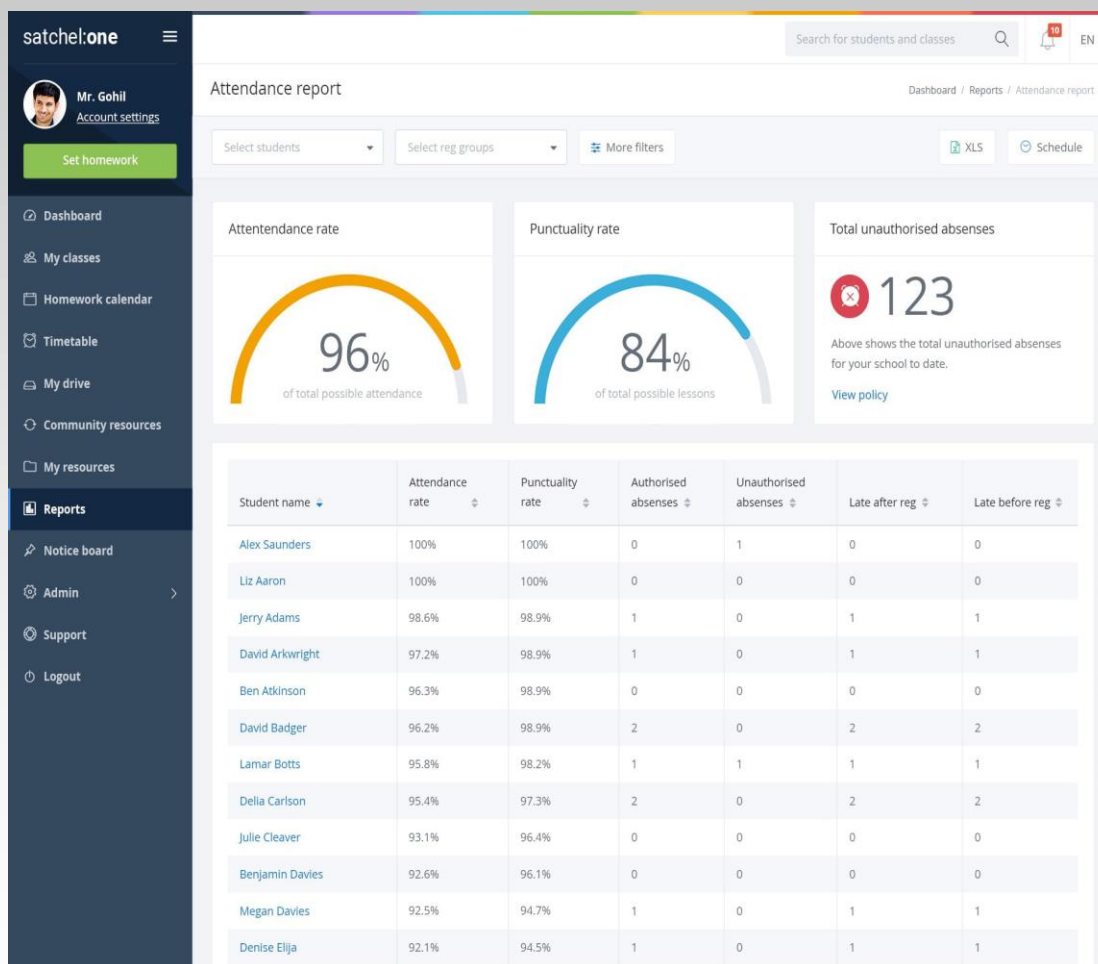 satchel:one
Search for students and classes
10
EN
Mr. Gohil
Account settings
Set homework
Dashboard
My classes
Homework calendar
Timetable
My drive
Community resources
My resources
Reports
Notice board
Admin
Support
Logout
Attendance report
Dashboard / Reports / Attendance report
Select students
Select reg groups
More filters
XLS
Schedule
Attentendance rate
96%
of total possible attendance
Punctuality rate
84%
of total possible lessons
Total unauthorised absenses
123
Above shows the total unauthorised absenses
for your school to date.
View policy
Student name Attendance rate Punctuality rate Authorised absenses Unauthorised absenses Late after reg Late before reg
Alex Saunders 100% 100% 0 1 0 0
Liz Aaron 100% 100% 0 0 0 0
Jerry Adams 98.6% 98.9% 1 0 1 1
David Arkwright 97.2% 98.9% 1 0 1 1
Ben Atkinson 96.3% 98.9% 0 0 0 0
David Badger 96.2% 98.9% 2 0 2 2
Lamar Botts 95.8% 98.2% 1 1 1 1
Delia Carlson 95.4% 97.3% 2 0 2 2
Julie Cleaver 93.1% 96.4% 0 0 0 0
Benjamin Davies 92.6% 96.1% 0 0 0 0
Megan Davies 92.5% 94.7% 1 0 1 1
Denise Elija 92.1% 94.5% 1 0 1 1